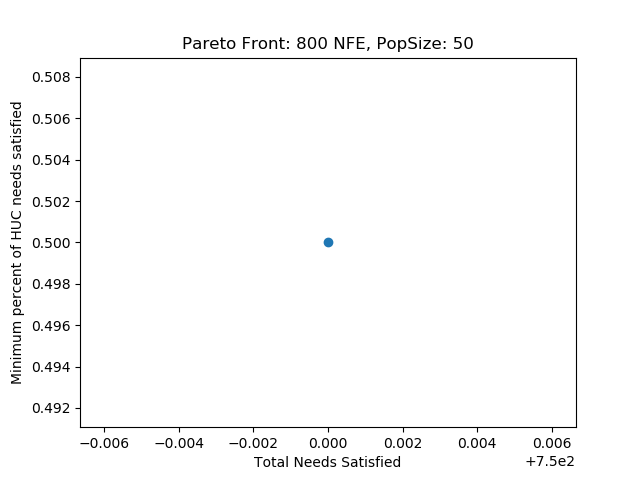 Pareto Front: 800 NFE, PopSize: 50
Minimum percent of HUC needs satisfied
0.508
0.506
0.504
0.502
0.500
0.498
0.496
0.494
0.492
−0.006 −0.004 −0.002 0.000 0.002 0.004 0.006
Total Needs Satisfied
+7.5e2